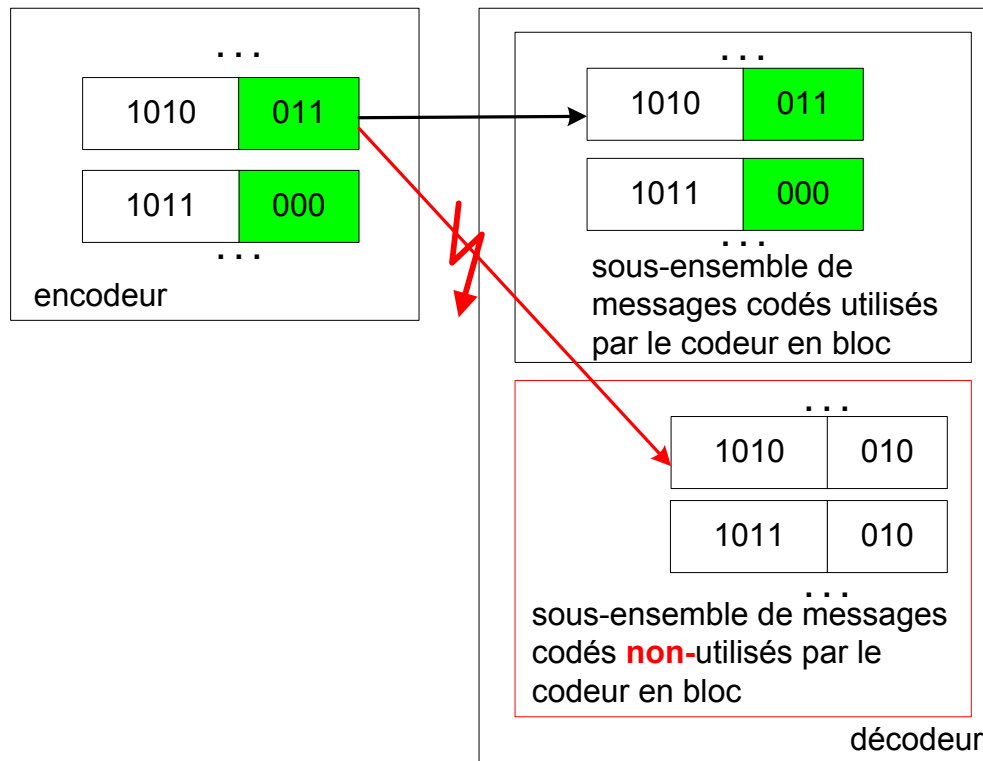 . . .
1010 011
1011 000
. . .
encodeur
. . .
1010 011
1011 000
. . .
sous-ensemble de
messages codés utilisés
par le codeur en bloc
. . .
1010 010
1011 010
. . .
sous-ensemble de messages
codés non-utilisés par le
codeur en bloc
décodeur